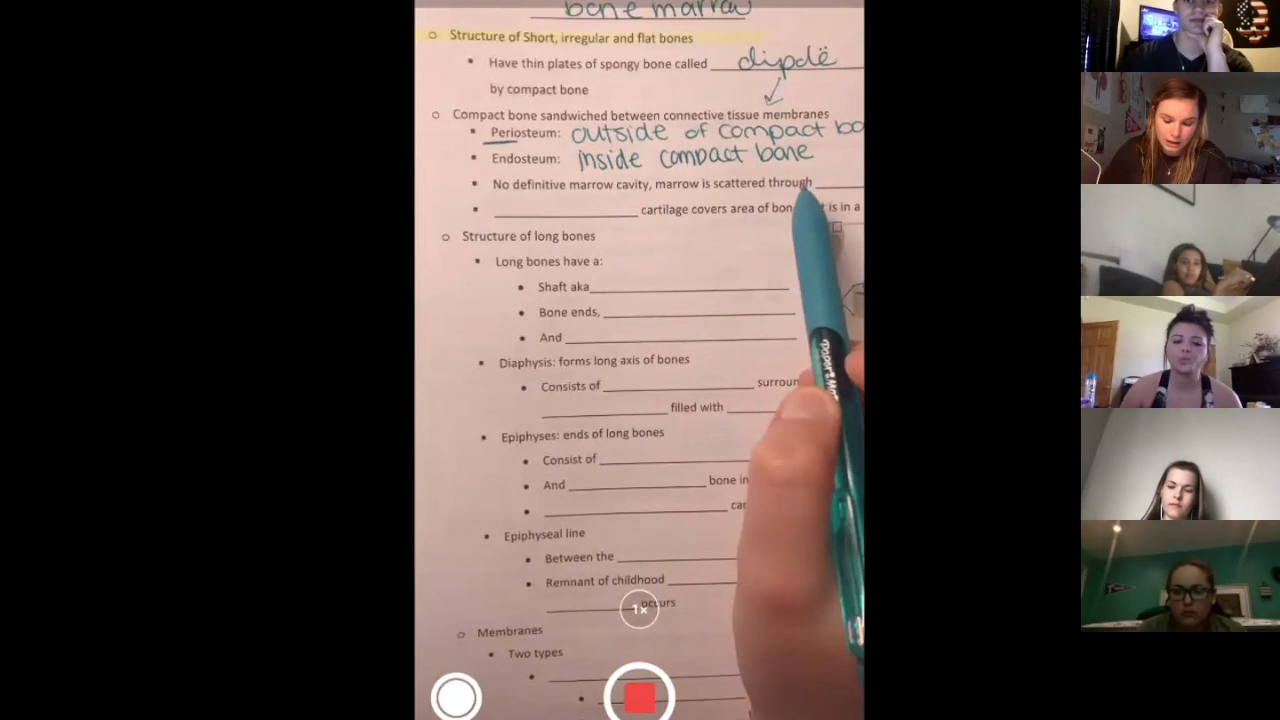 bone marrow
Structure of Short, irregular and flat bones
Have thin plates of spongy bone called diploë
by compact bone
Compact bone sandwiched between connective tissue membranes
Periosteum: outside of compact bo
Endosteum: inside compact bone
No definitive marrow cavity, marrow is scattered through
cartilage covers area of is in a
Structure of long bones
Long bones have a:
Shaft aka
Bone ends,
And
Diaphysis: forms long axis of bones
Consists of surroun
filled with
Epiphyses: ends of long bones
Consist of
And bone in
Epiphyseal line
Between the
Remnant of childhood
occurs
1x
Membranes
Two types